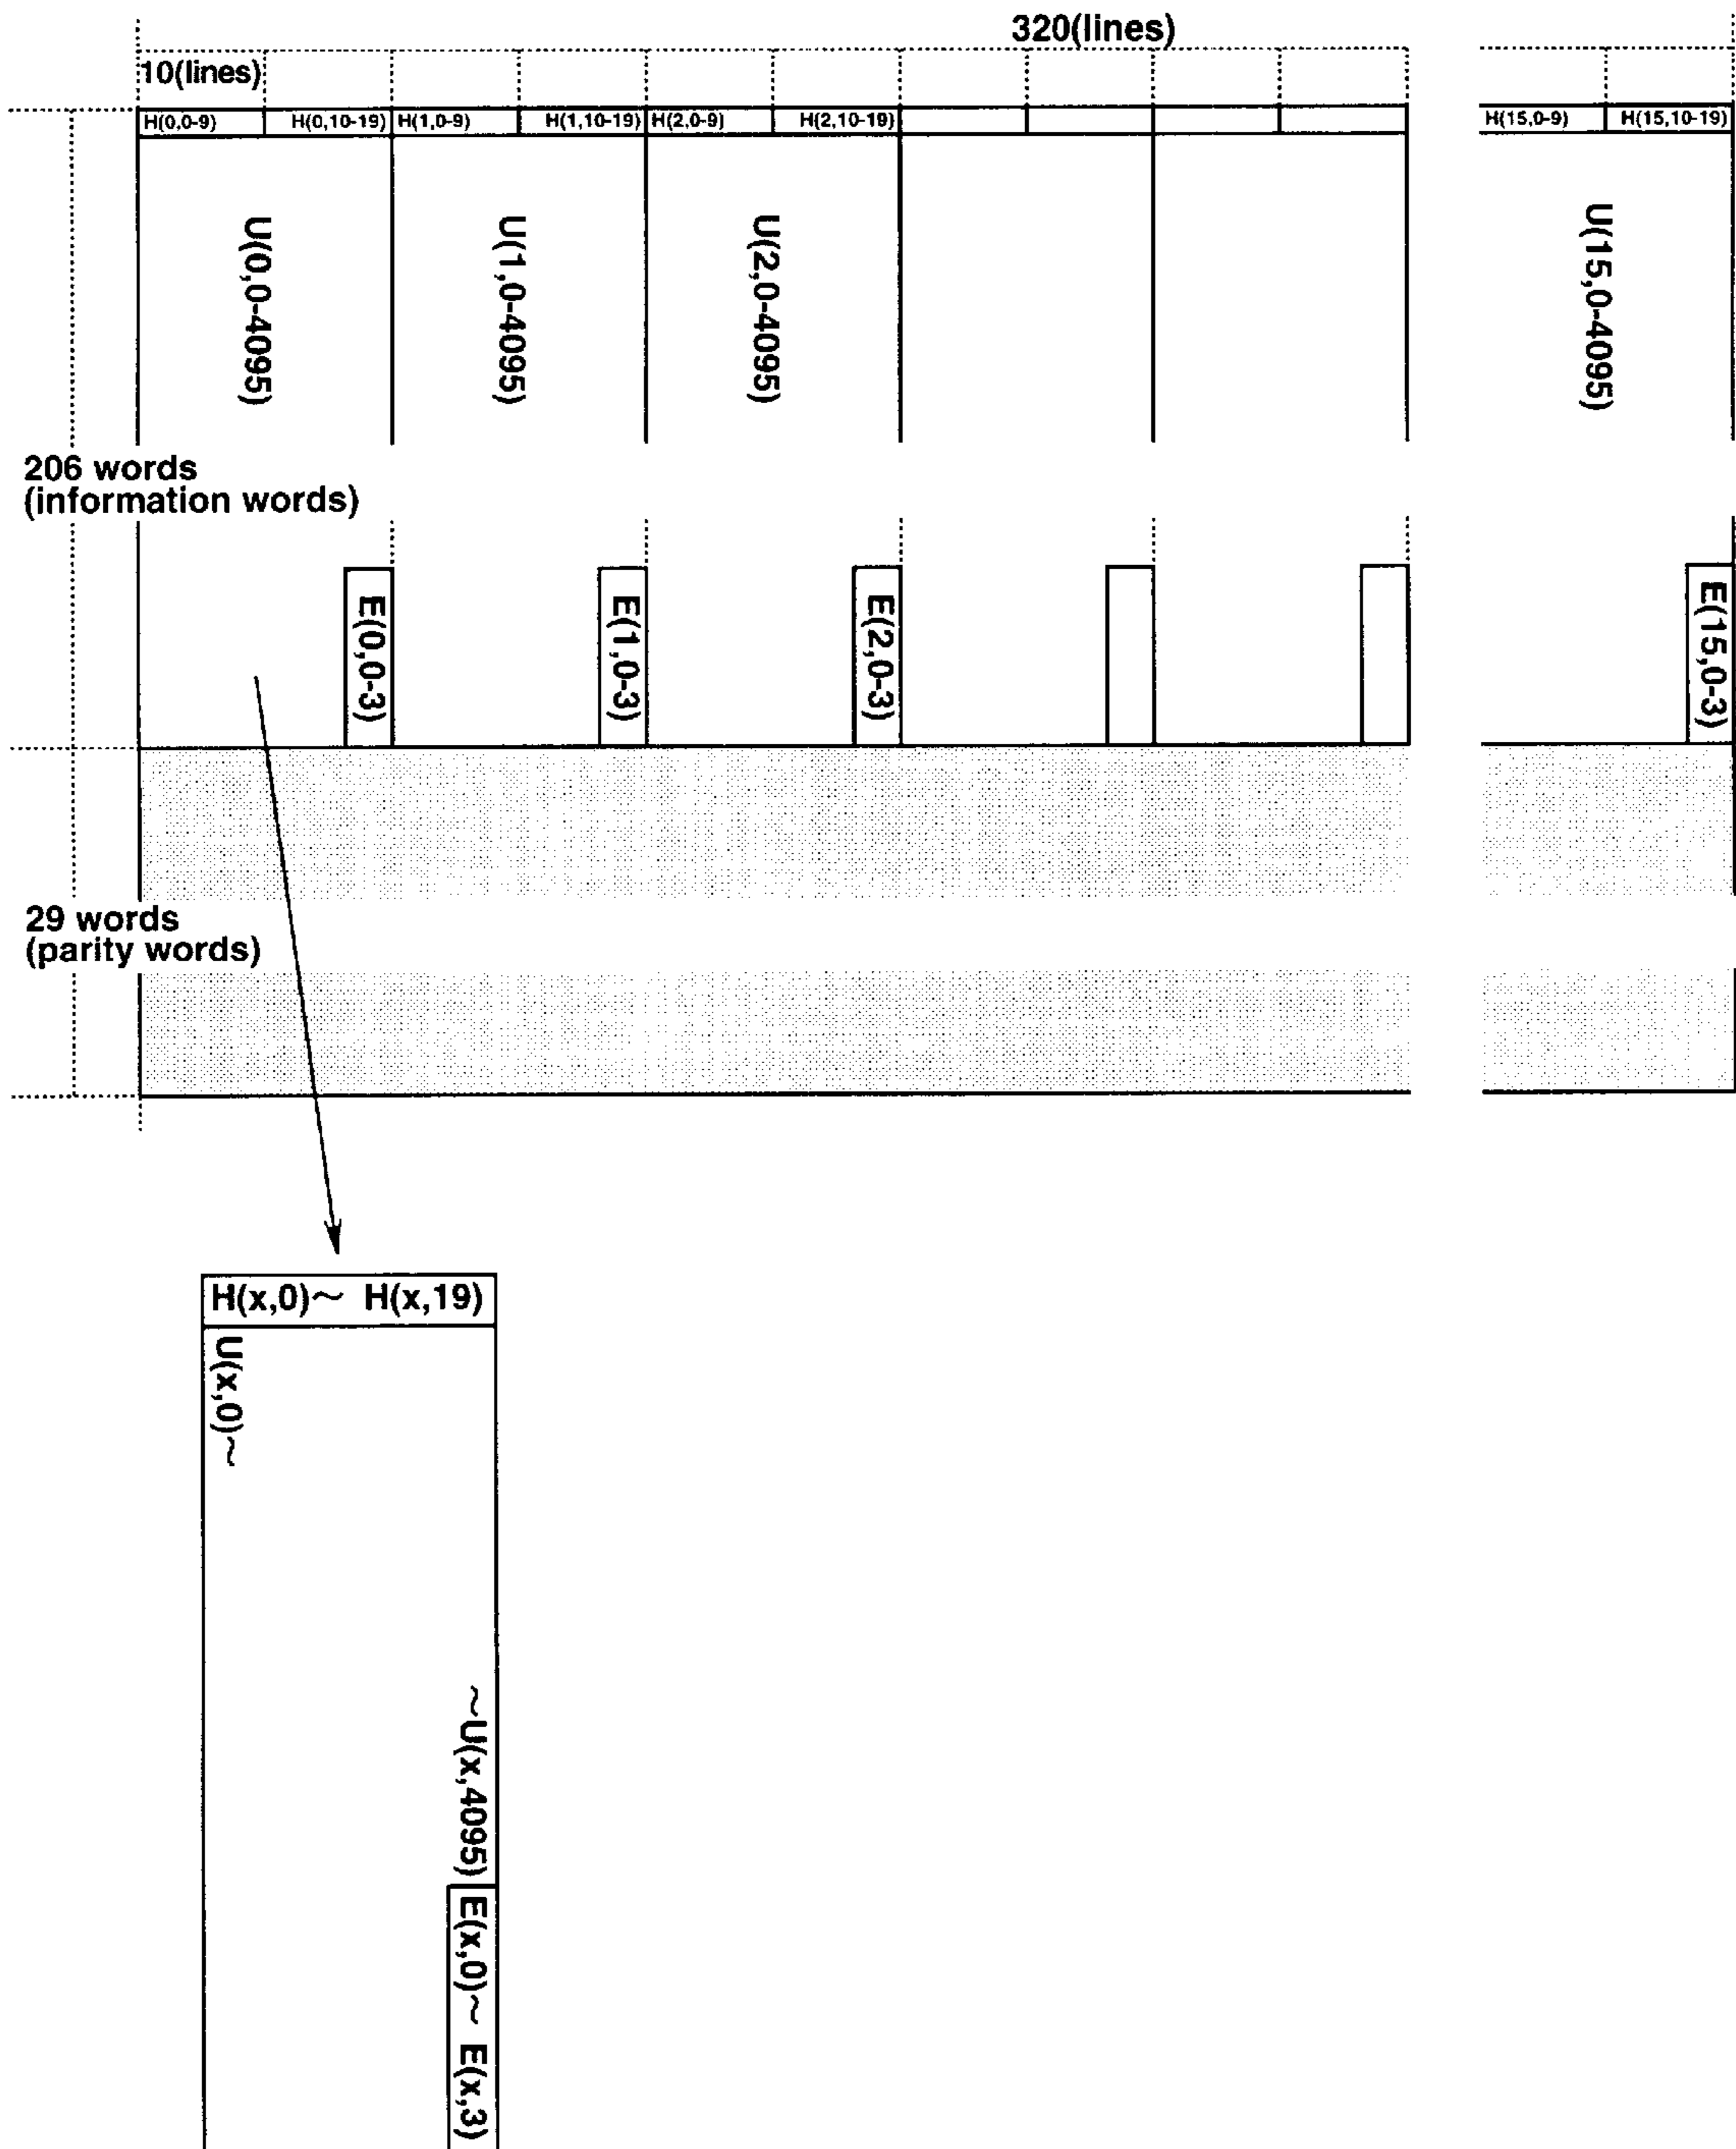 320(lines)
10(lines)
H(0,0-9) H(0,10-19) H(1,0-9) H(1,10-19) H(2,0-9) H(2,10-19) H(15,0-9) H(15,10-19)
U(0,0-4095)
U(1,0-4095)
U(2,0-4095)
U(15,0-4095)
206 words
(information words)
E(0,0-3)
E(1,0-3)
E(2,0-3)
E(15,0-3)
29 words
(parity words)
H(x,0)~ H(x,19)
U(x,0)~
~U(x,4095)
E(x,0)~ E(x,3)